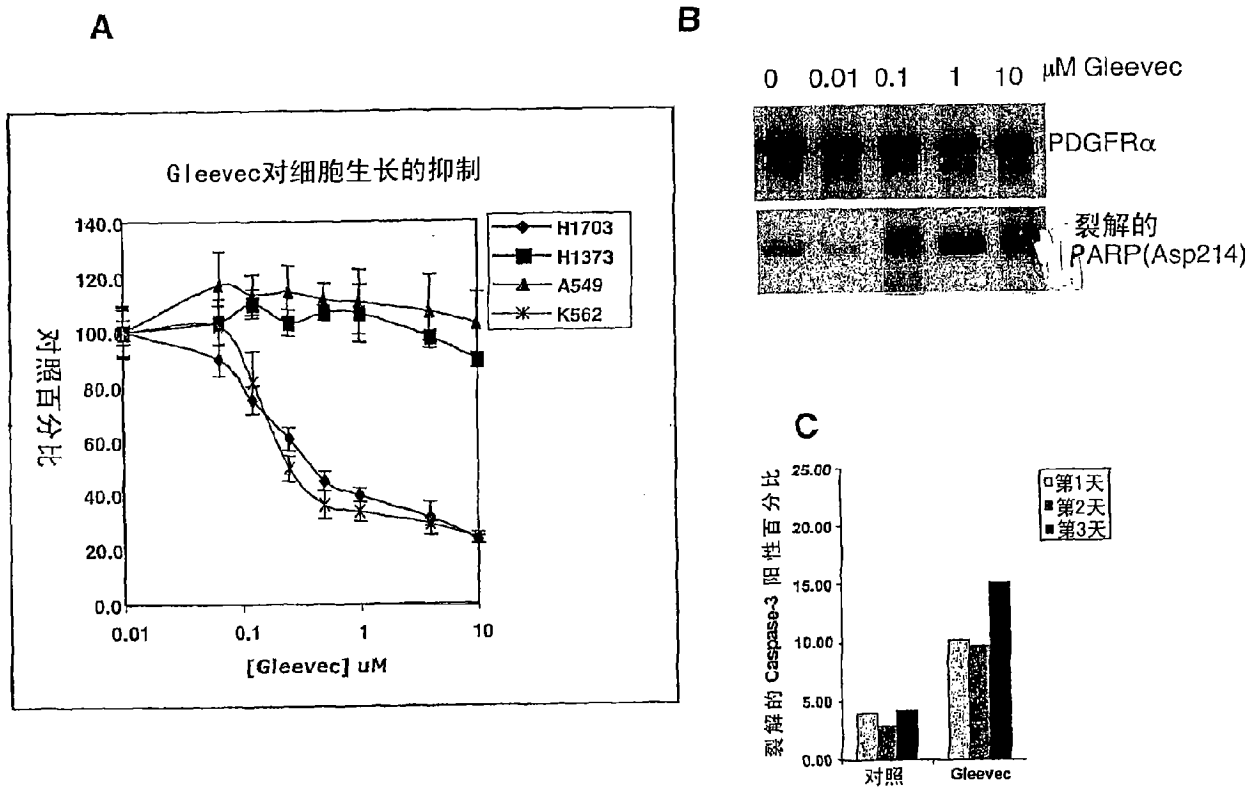 A
Gleevec对细胞生长的抑制
140.0
120.0
100.0
80.0
60.0
40.0
20.0
0.0
对照百分比
0.01
0.1
1
10
[Gleevec] uM
H1703
H1373
A549
K562
B
0 0.01 0.1 1 10 μM Gleevec
PDGFRα
裂解的
PARP(Asp214)
C
25.00
20.00
15.00
10.00
5.00
0.00
裂解的 Caspase-3 阳性百分比
对照
Gleevec
第1天
第2天
第3天